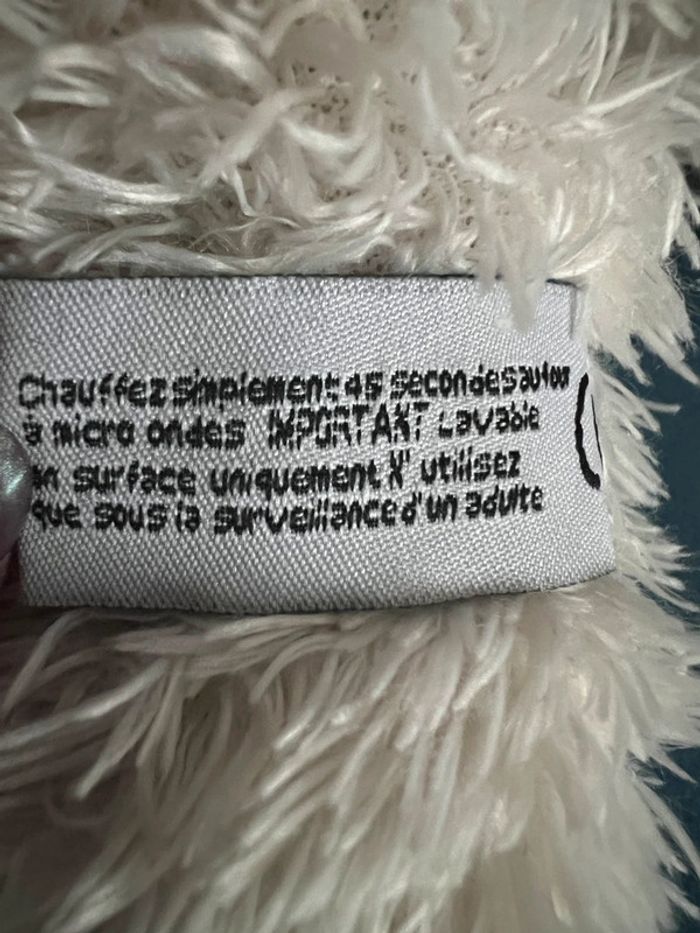 Chauffez simplement 45 secondes au four
à micro ondes IMPORTANT Lavable
en surface uniquement N' utilisez
que sous la surveillance d'un adulte